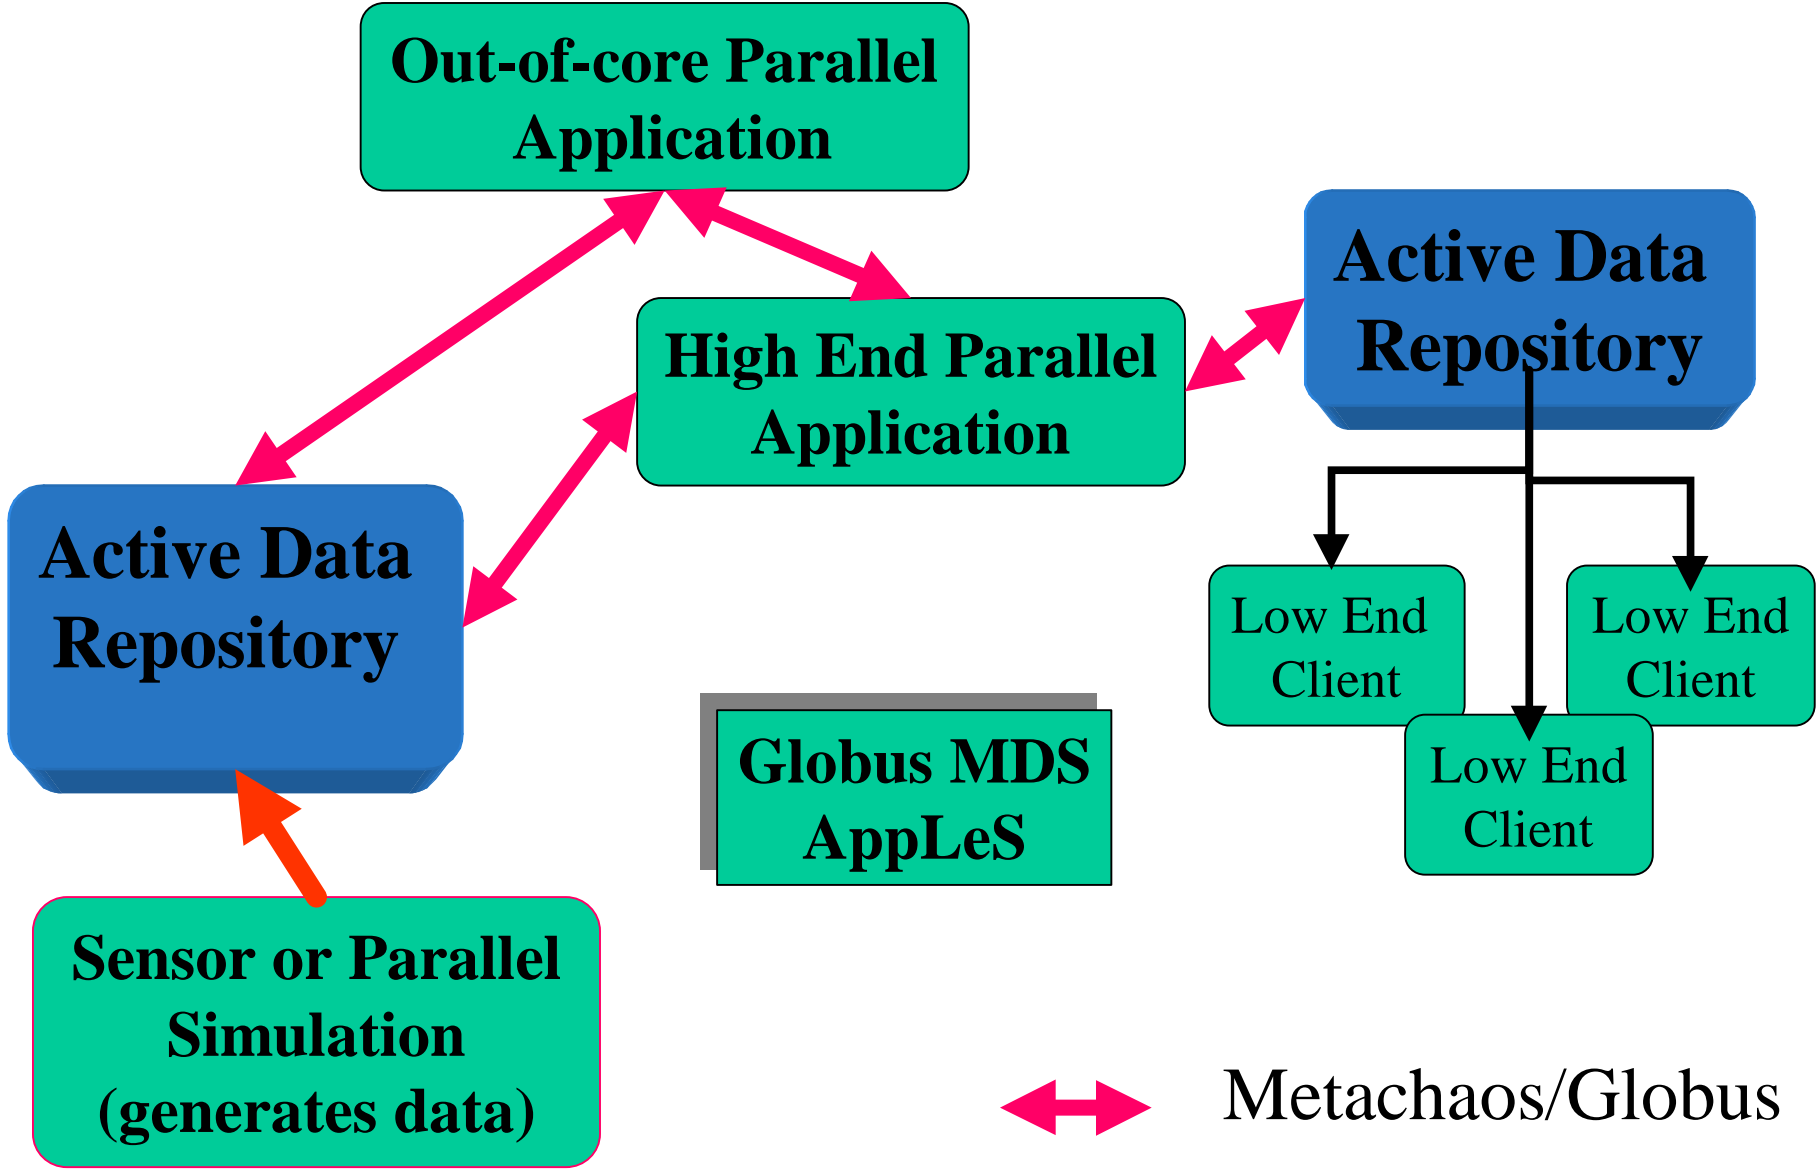 Out-of-core Parallel
Application
Active Data
Repository
High End Parallel
Application
Active Data
Repository
Low End
Client
Low End
Client
Low End
Client
Globus MDS
AppLeS
Sensor or Parallel
Simulation
(generates data)
Metachaos/Globus